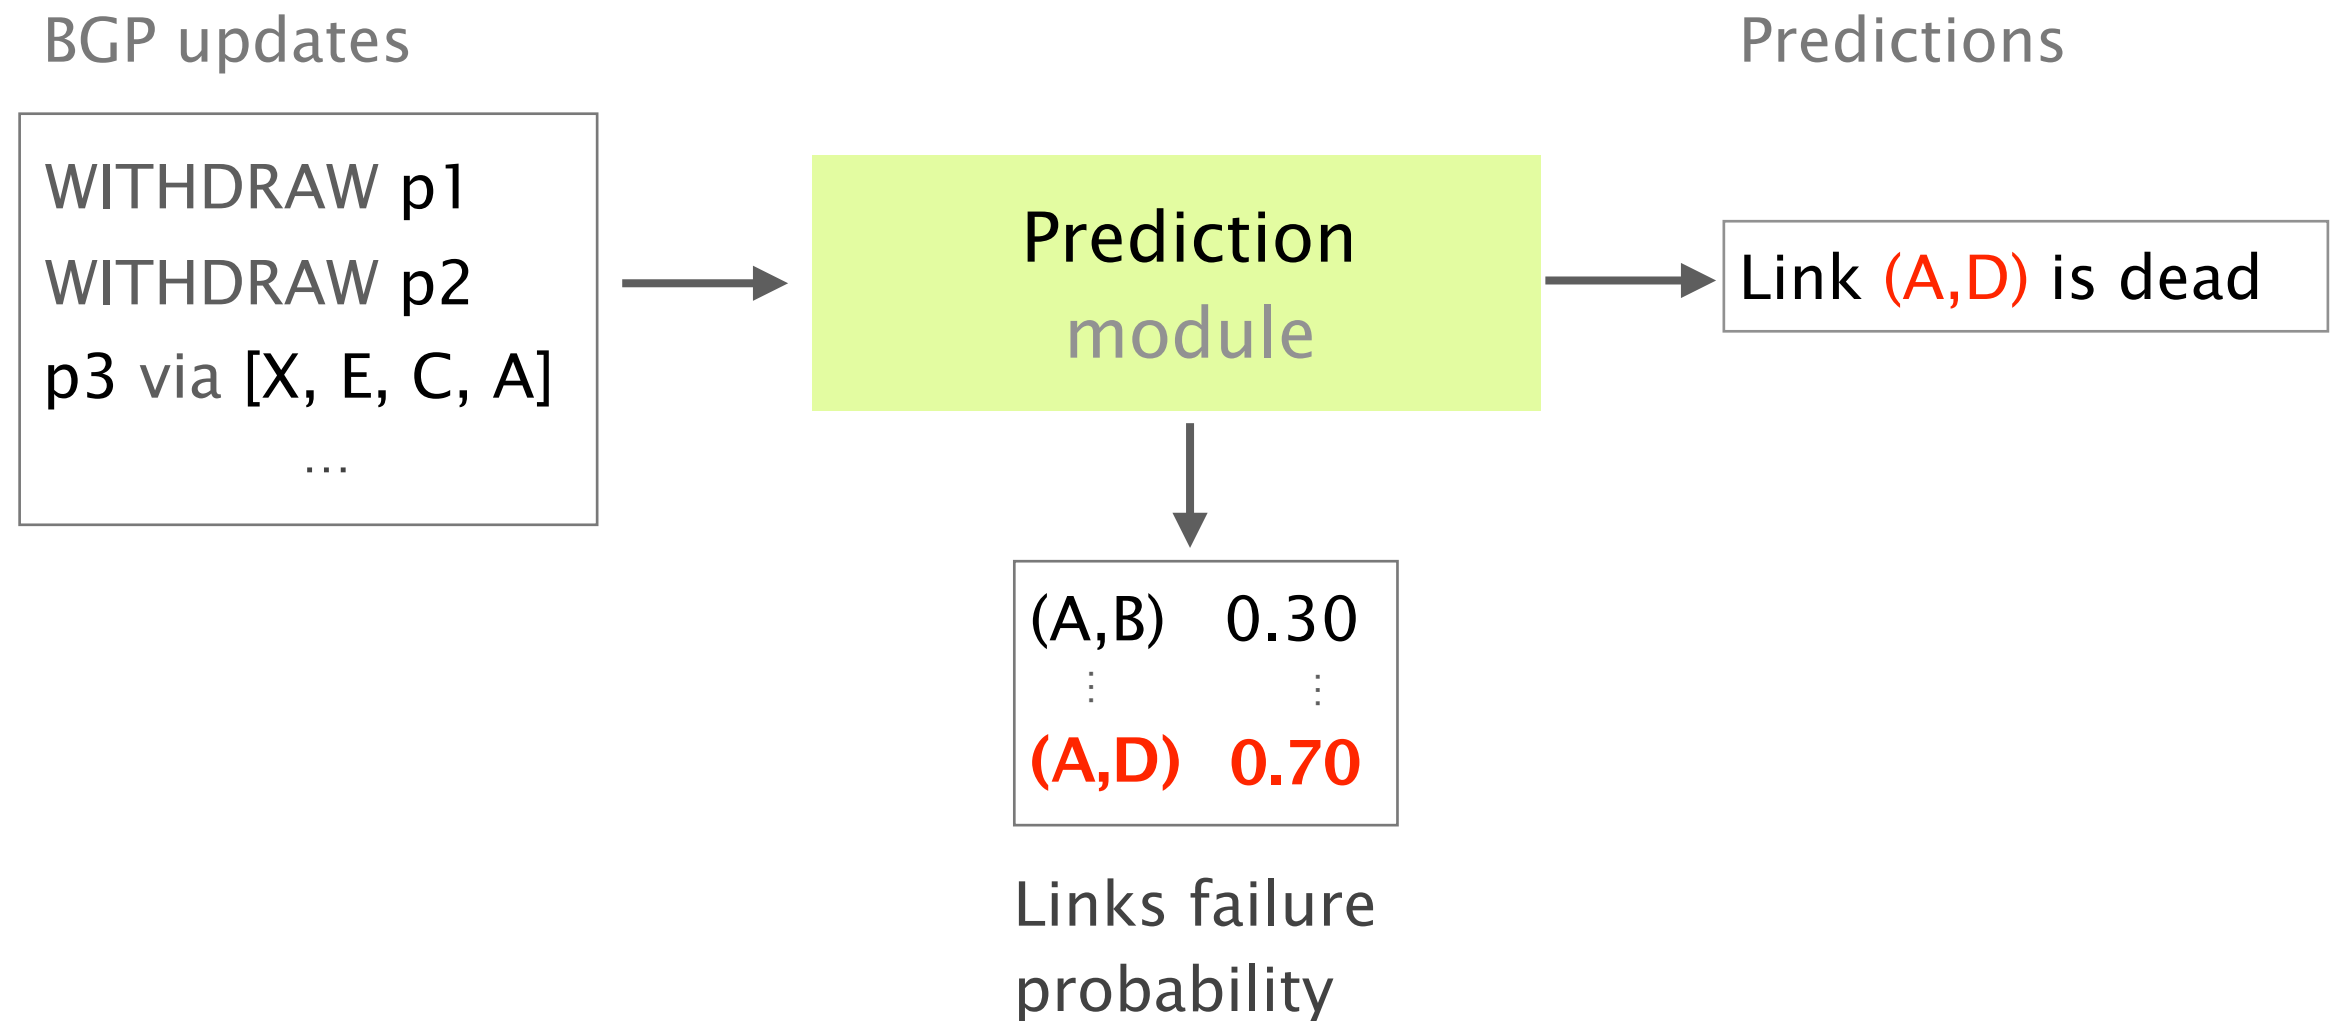 BGP updates
WITHDRAW p1
WITHDRAW p2
p3 via [X, E, C, A]
...
Prediction
module
(A,B) 0.30
⋮ ⋮
(A,D) 0.70
Links failure
probability
Predictions
Link (A,D) is dead